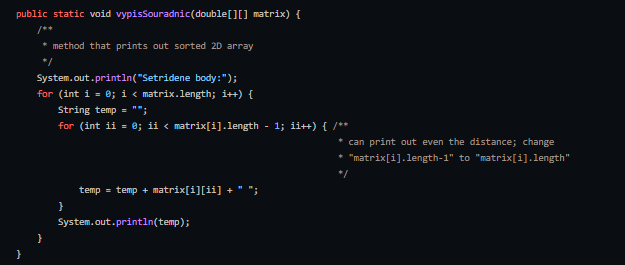 public static void vypisSouradnic(double[][] matrix) {
    /**
     * method that prints out sorted 2D array
     */
    System.out.println("Setridene body:");
    for (int i = 0; i < matrix.length; i++) {
        String temp = "";
        for (int ii = 0; ii < matrix[i].length - 1; ii++) { /**
                                                             * can print out even the distance; change
                                                             * "matrix[i].length-1" to "matrix[i].length"
                                                             */
            temp = temp + matrix[i][ii] + " ";
        }
        System.out.println(temp);
    }
}